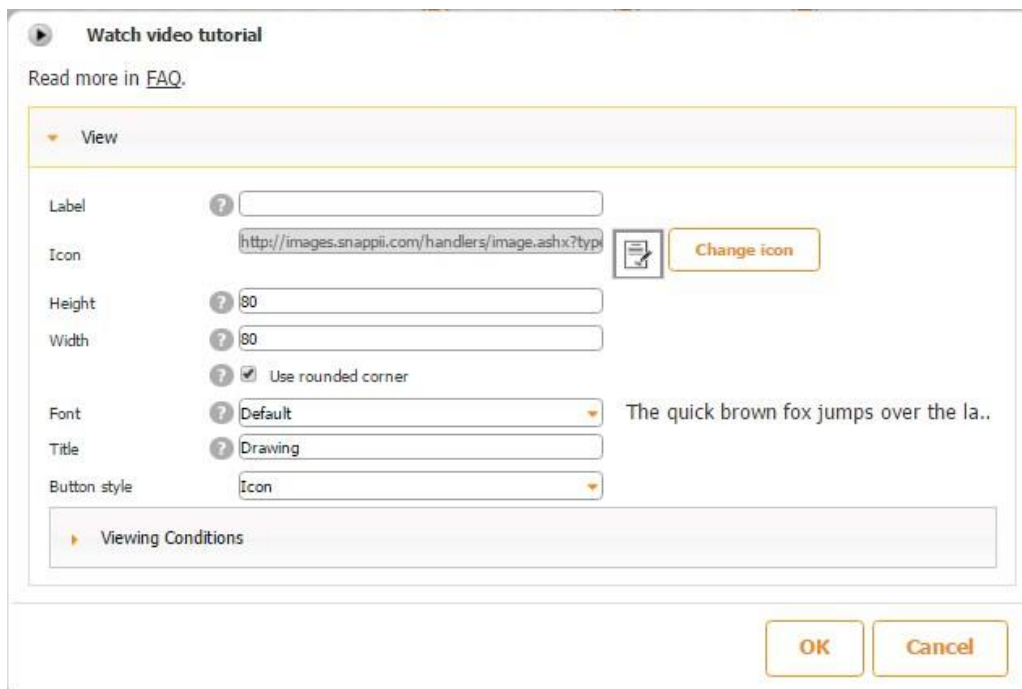 Watch video tutorial
Read more in FAQ.
View
Label ?
Icon http://images.snappii.com/handlers/image.ashx?type Change icon
Height ? 80
Width ? 80
? Use rounded corner
Font ? Default The quick brown fox jumps over the la..
Title ? Drawing
Button style Icon
Viewing Conditions
OK Cancel